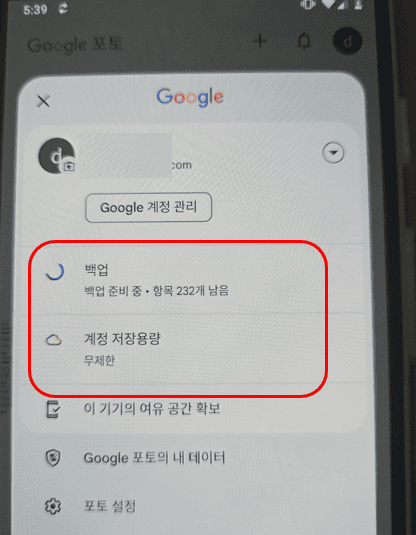 5:39
Google 포토
d
Google
d
com
Google 계정 관리
백업
백업 준비 중 • 항목 232개 남음
계정 저장용량
무제한
이 기기의 여유 공간 확보
Google 포토의 내 데이터
포토 설정